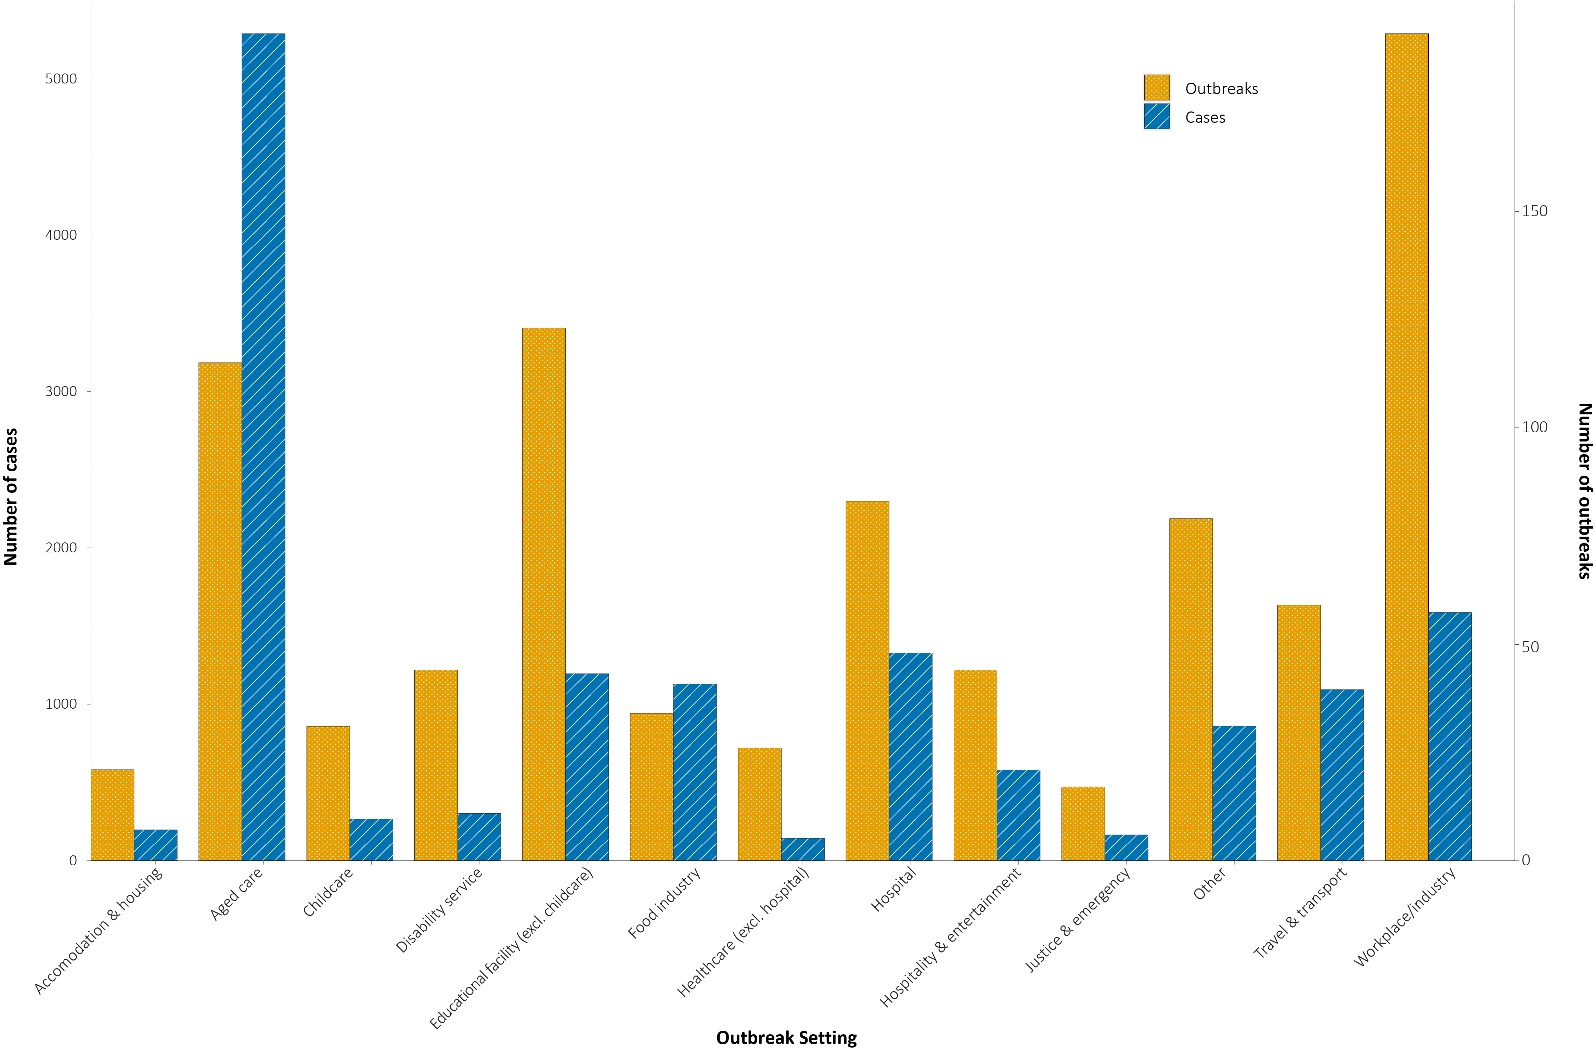 Outbreaks
Cases
Number of cases
5000
4000
3000
2000
1000
0
150
100
50
0
Number of outbreaks
Accomodation & housing
Aged care
Childcare
Disability service
Educational facility (excl. childcare)
Food industry
Healthcare (excl. hospital)
Hospital
Hospitality & entertainment
Justice & emergency
Other
Travel & transport
Workplace/industry
Outbreak Setting